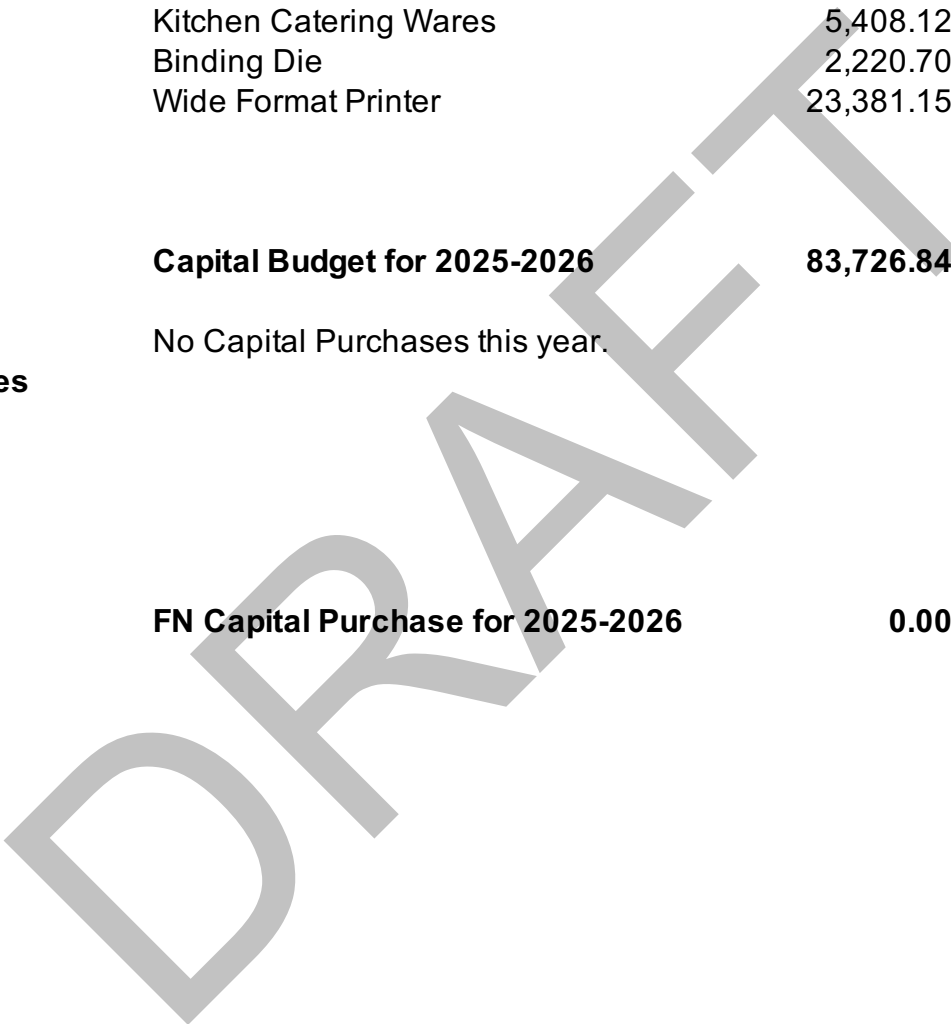 Kitchen Catering Wares 5,408.12
Binding Die 2,220.70
Wide Format Printer 23,381.15
Capital Budget for 2025-2026 83,726.84
No Capital Purchases this year.
es
FN Capital Purchase for 2025-2026 0.00
DRAFT